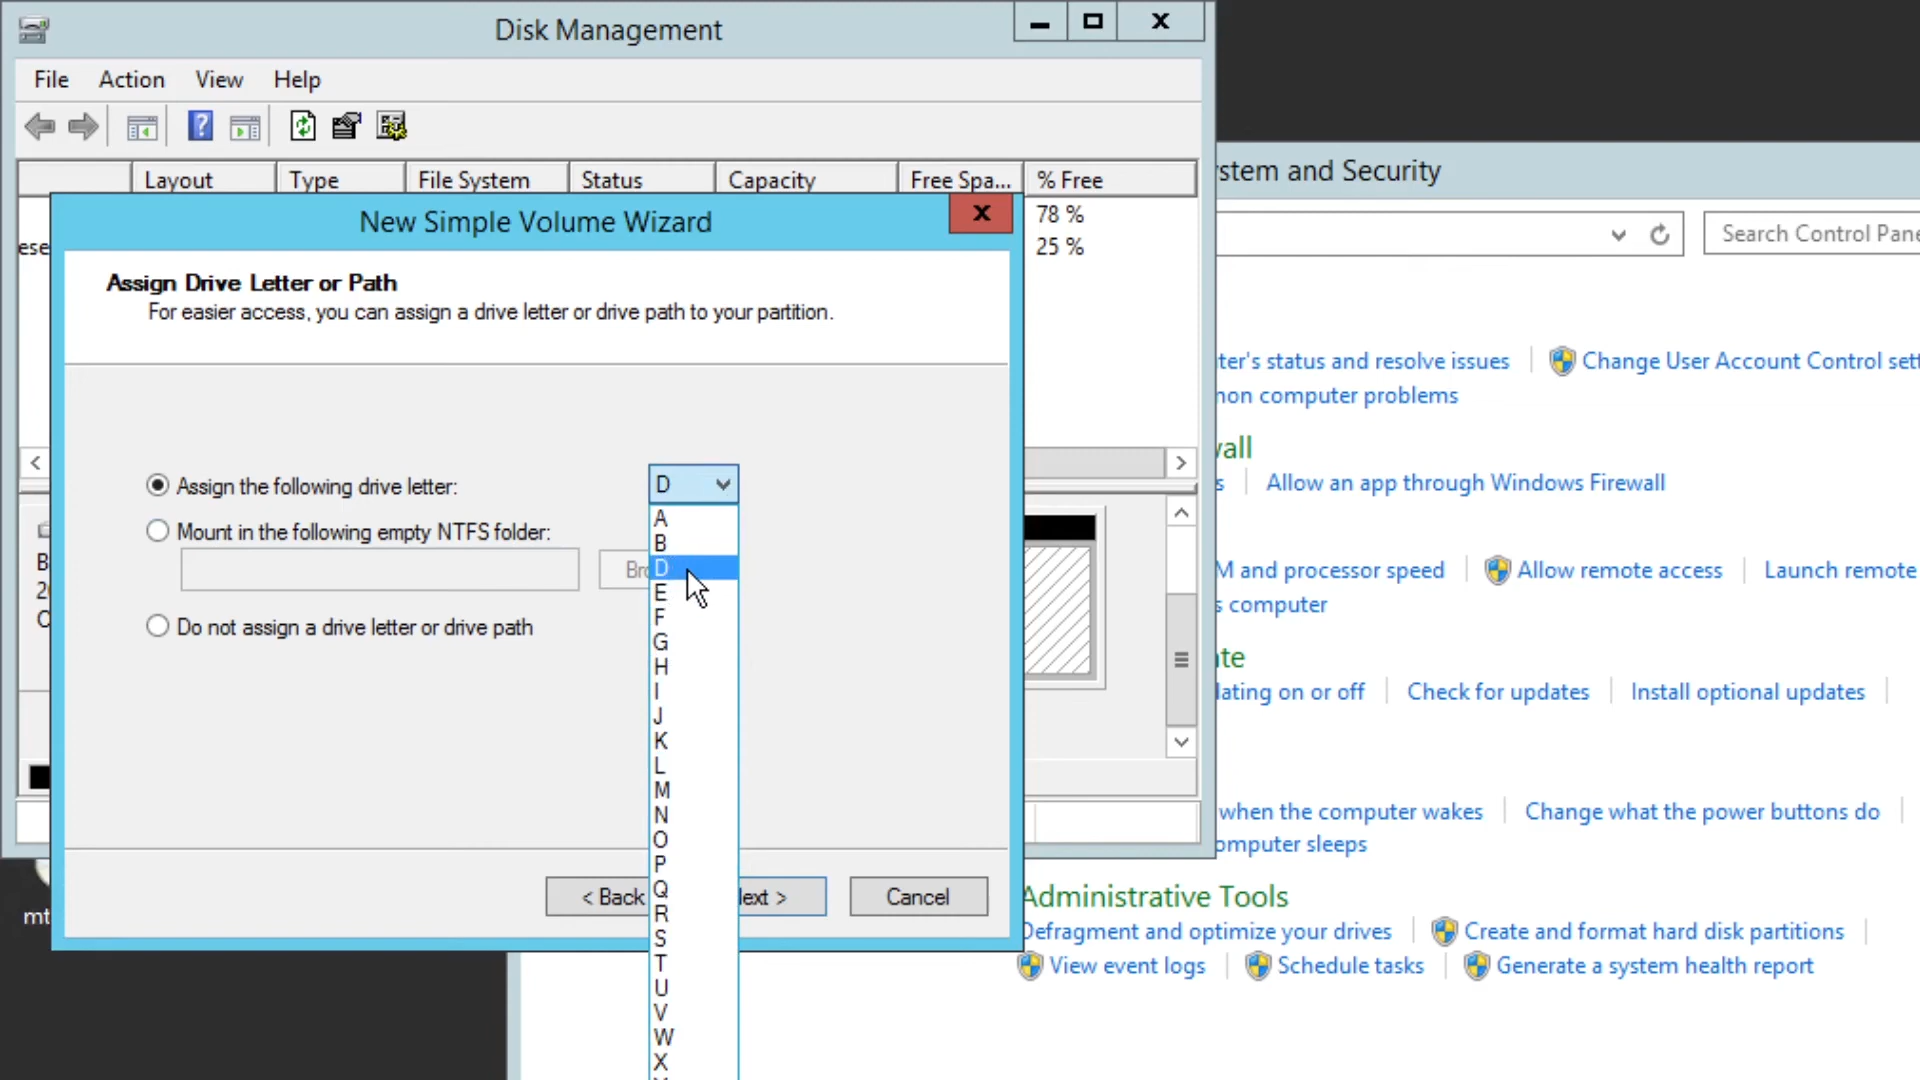 Disk Management
File Action View Help
Layout Type File System Status Capacity Free Spa... % Free
78 %
25 %
New Simple Volume Wizard
Assign Drive Letter or Path
For easier access, you can assign a drive letter or drive path to your partition.
Assign the following drive letter: D
Mount in the following empty NTFS folder:
Do not assign a drive letter or drive path
A
B
D
E
F
G
H
I
J
K
L
M
N
O
P
Q
R
S
T
U
V
W
X
< Back ext > Cancel
stem and Security
Search Control Pane
ter's status and resolve issues Change User Account Control sett
mon computer problems
wall
s Allow an app through Windows Firewall
M and processor speed Allow remote access Launch remote
s computer
te
dating on or off Check for updates Install optional updates
when the computer wakes Change what the power buttons do
omputer sleeps
Administrative Tools
Defragment and optimize your drives Create and format hard disk partitions
View event logs Schedule tasks Generate a system health report